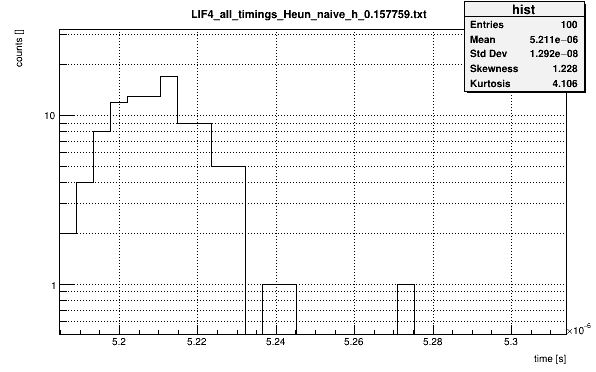 LIF4_all_timings_Heun_naive_h_0.157759.txt
hist
Entries 100
Mean 5.211e−06
Std Dev 1.292e−08
Skewness 1.228
Kurtosis 4.106
counts []
10
1
5.2 5.22 5.24 5.26 5.28 5.3
×10⁻⁶
time [s]